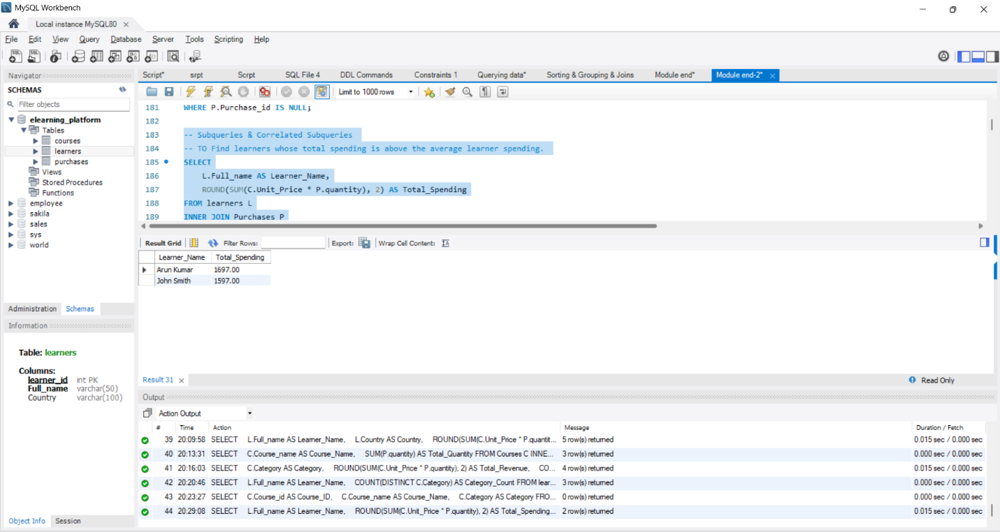 MySQL Workbench
Local instance MySQL80
File Edit View Query Database Server Tools Scripting Help
Navigator
SCHEMAS
Filter objects
elearning_platform
Tables
courses
learners
purchases
Views
Stored Procedures
Functions
employee
sakila
sales
sys
world
Administration Schemas
Information
Table: learners
Columns:
learner_id int PK
Full_name varchar(50)
Country varchar(100)
Object Info Session
Script* srpt Scrpt SQL File 4 DDL Commands Constraints 1 Querying data* Sorting & Grouping & Joins Module end* Module end-2*
Limit to 1000 rows
181 WHERE P.Purchase_id IS NULL;
182
183 -- Subqueries & Correlated Subqueries
184 -- TO Find learners whose total spending is above the average learner spending.
185 SELECT
186 L.Full_name AS Learner_Name,
187 ROUND(SUM(C.Unit_Price * P.quantity), 2) AS Total_Spending
188 FROM learners L
189 INNER JOIN Purchases P
Result Grid Filter Rows: Export: Wrap Cell Content:
Learner_Name Total_Spending
Arun Kumar 1697.00
John Smith 1597.00
Result 31 Read Only
Output
Action Output
# Time Action Message Duration / Fetch
39 20:09:58 SELECT L.Full_name AS Learner_Name, L.Country AS Country, ROUND(SUM(C.Unit_Price * P.quantit... 5 row(s) returned 0.015 sec / 0.000 sec
40 20:13:31 SELECT C.Course_name AS Course_Name, SUM(P.quantity) AS Total_Quantity FROM Courses C INNE... 3 row(s) returned 0.000 sec / 0.000 sec
41 20:16:03 SELECT C.Category AS Category, ROUND(SUM(C.Unit_Price * P.quantity), 2) AS Total_Revenue, CO... 4 row(s) returned 0.015 sec / 0.000 sec
42 20:20:46 SELECT L.Full_name AS Learner_Name, COUNT(DISTINCT C.Category) AS Category_Count FROM lear... 3 row(s) returned 0.000 sec / 0.000 sec
43 20:23:27 SELECT C.Course_id AS Course_ID, C.Course_name AS Course_Name, C.Category AS Category FRO... 0 row(s) returned 0.000 sec / 0.000 sec
44 20:29:08 SELECT L.Full_name AS Learner_Name, ROUND(SUM(C.Unit_Price * P.quantity), 2) AS Total_Spending... 2 row(s) returned 0.015 sec / 0.000 sec